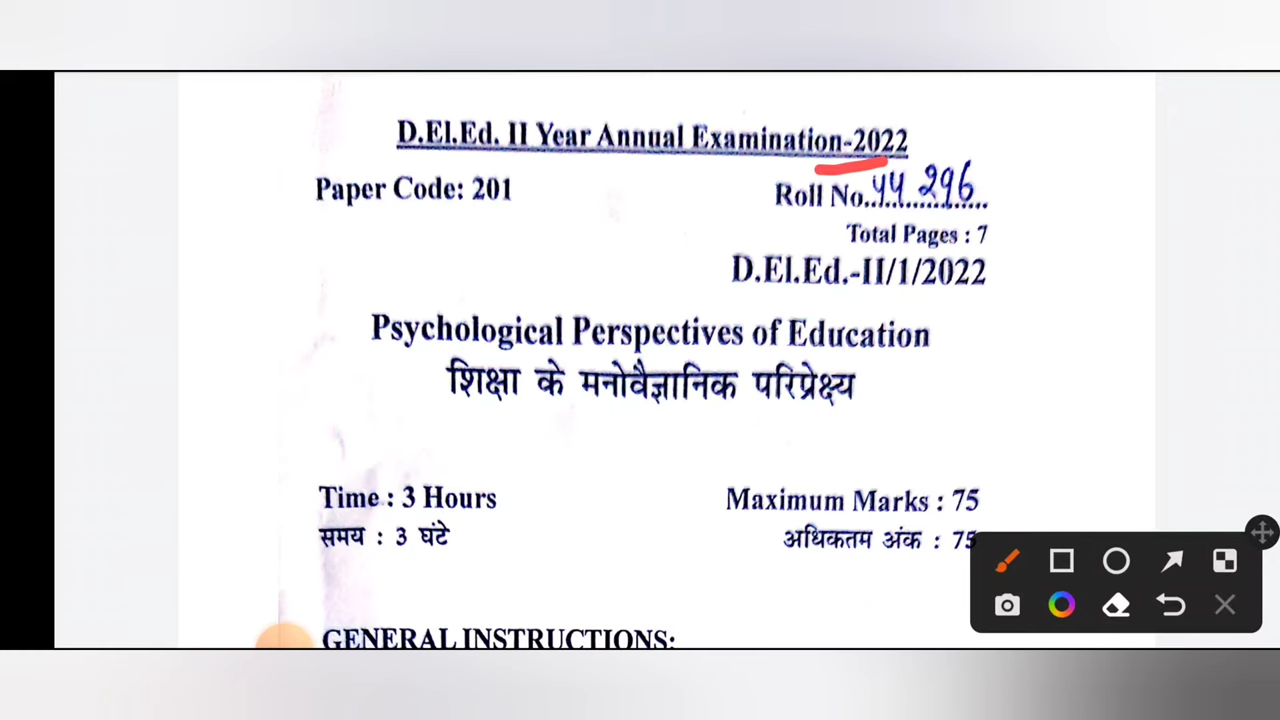 D.El.Ed. II Year Annual Examination-2022
Paper Code: 201
Roll No. 44 296
Total Pages : 7
D.El.Ed.-II/1/2022
Psychological Perspectives of Education
शिक्षा के मनोवैज्ञानिक परिप्रेक्ष्य
Time : 3 Hours
Maximum Marks : 75
समय : 3 घंटे
अधिकतम अंक : 75
GENERAL INSTRUCTIONS: